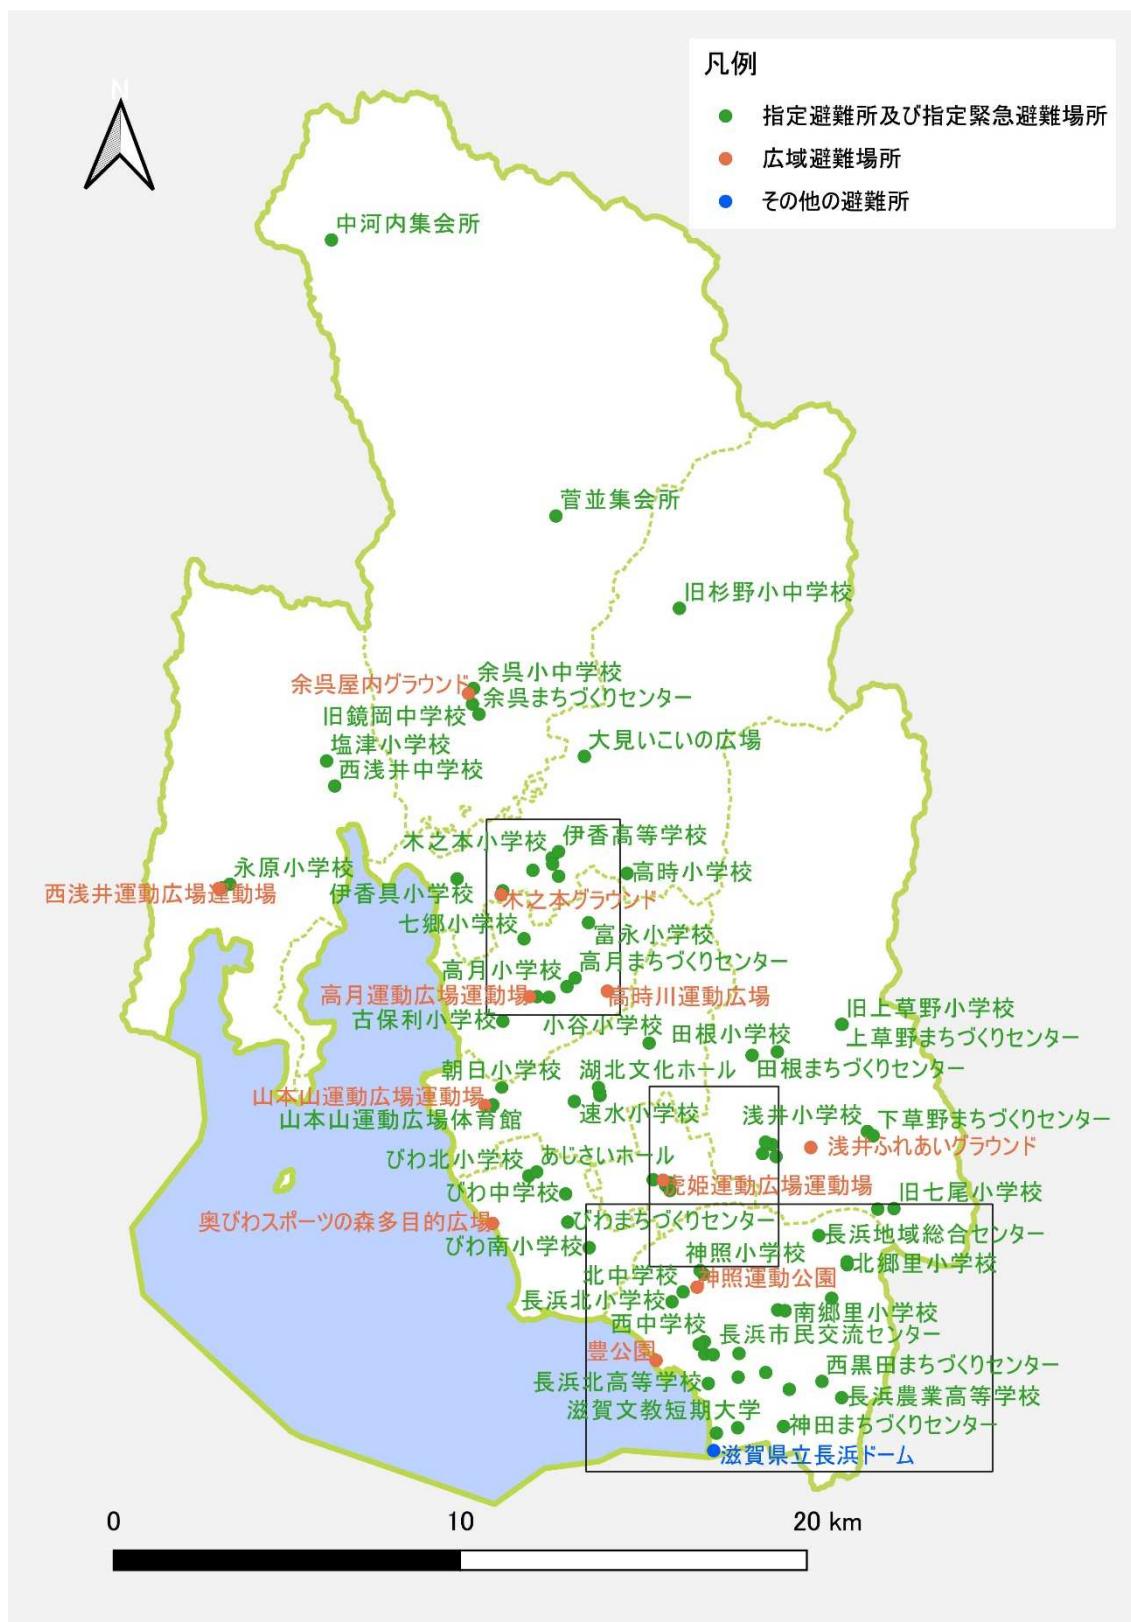 凡例
N
指定避難所及び指定緊急避難場所
広域避難場所
その他の避難所
中河内集会所
菅並集会所
旧杉野小中学校
余呉小中学校
余呉屋内グラウンド
余呉まちづくりセンター
旧鏡岡中学校
塩津小学校
大見いこいの広場
西浅井中学校
木之本小学校
伊香高等学校
永原小学校
高時小学校
西浅井運動広場運動場
伊香具小学校
木之本グラウンド
七郷小学校
富永小学校
高月小学校
高月まちづくりセンター
高月運動広場運動場
高時川運動広場
旧上草野小学校
古保利小学校
小谷小学校
田根小学校
上草野まちづくりセンター
朝日小学校
湖北文化ホール
田根まちづくりセンター
山本山運動広場運動場
山本山運動広場体育館
速水小学校
浅井小学校
下草野まちづくりセンター
浅井ふれあいグラウンド
びわ北小学校
あじさいホール
びわ中学校
虎姫運動広場運動場
旧七尾小学校
奥びわスポーツの森多目的広場
びわまちづくりセンター
びわ南小学校
長浜地域総合センター
神照小学校
北郷里小学校
北中学校
神照運動公園
長浜北小学校
南郷里小学校
西中学校
長浜市民交流センター
豊公園
西黒田まちづくりセンター
長浜北高等学校
長浜農業高等学校
滋賀文教短期大学
神田まちづくりセンター
滋賀県立長浜ドーム
0
10
20 km